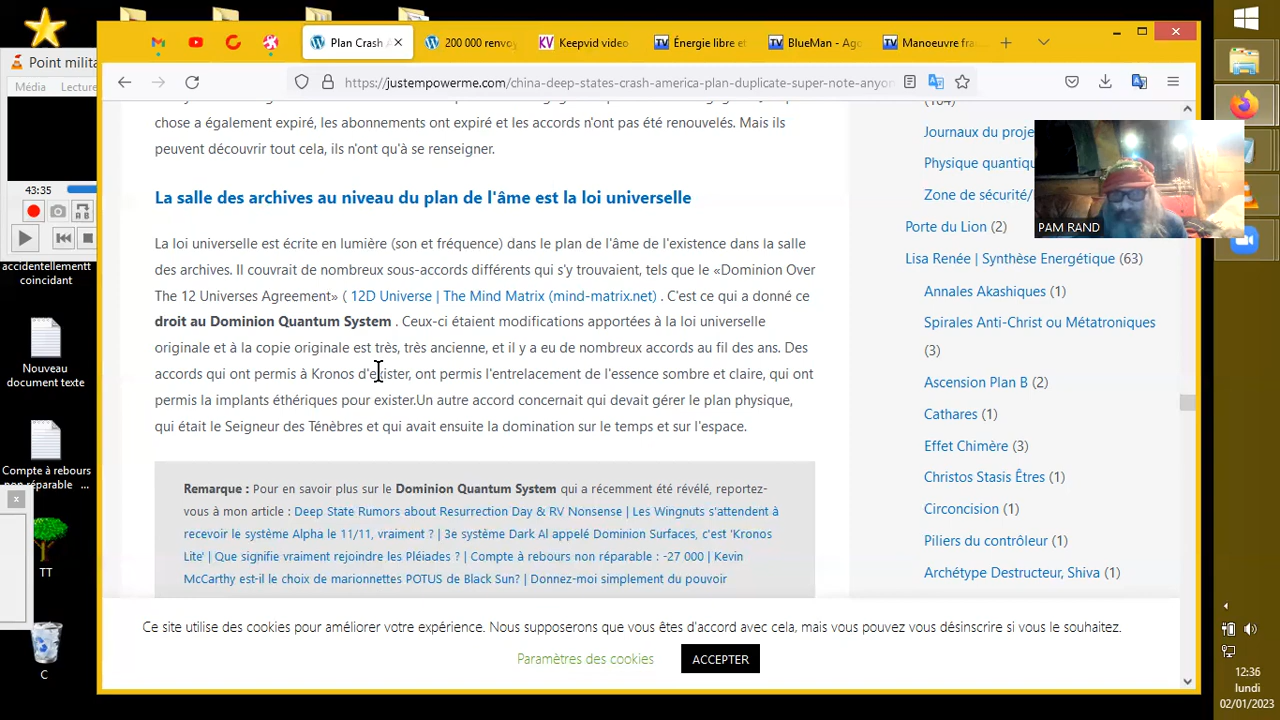 Point milita
Média Lecture
43:35
accidentellementt
coincidant
Nouveau
document texte
Compte à rebours
non réparable ...
TT
C
Plan Crash A
200 000 renvoy
Keepvid video
Énergie libre et
BlueMan - Ago
Manoeuvre fra
https://justempowerme.com/china-deep-states-crash-america-plan-duplicate-super-note-anyon
chose a également expiré, les abonnements ont expiré et les accords n'ont pas été renouvelés. Mais ils
peuvent découvrir tout cela, ils n'ont qu'à se renseigner.
La salle des archives au niveau du plan de l'âme est la loi universelle
La loi universelle est écrite en lumière (son et fréquence) dans le plan de l'âme de l'existence dans la salle
des archives. Il couvrait de nombreux sous-accords différents qui s'y trouvaient, tels que le «Dominion Over
The 12 Universes Agreement» ( 12D Universe | The Mind Matrix (mind-matrix.net) . C'est ce qui a donné ce
droit au Dominion Quantum System . Ceux-ci étaient modifications apportées à la loi universelle
originale et à la copie originale est très, très ancienne, et il y a eu de nombreux accords au fil des ans. Des
accords qui ont permis à Kronos d'exister, ont permis l'entrelacement de l'essence sombre et claire, qui ont
permis la implants éthériques pour exister.Un autre accord concernait qui devait gérer le plan physique,
qui était le Seigneur des Ténèbres et qui avait ensuite la domination sur le temps et sur l'espace.
Remarque : Pour en savoir plus sur le Dominion Quantum System qui a récemment été révélé, reportez-
vous à mon article : Deep State Rumors about Resurrection Day & RV Nonsense | Les Wingnuts s'attendent à
recevoir le système Alpha le 11/11, vraiment ? | 3e système Dark Al appelé Dominion Surfaces, c'est 'Kronos
Lite' | Que signifie vraiment rejoindre les Pléiades ? | Compte à rebours non réparable : -27 000 | Kevin
McCarthy est-il le choix de marionnettes POTUS de Black Sun? | Donnez-moi simplement du pouvoir
Journaux du proje
Physique quantiqu
Zone de sécurité/
PAM RAND
Porte du Lion (2)
Lisa Renée | Synthèse Energétique (63)
Annales Akashiques (1)
Spirales Anti-Christ ou Métatroniques
(3)
Ascension Plan B (2)
Cathares (1)
Effet Chimère (3)
Christos Stasis Êtres (1)
Circoncision (1)
Piliers du contrôleur (1)
Archétype Destructeur, Shiva (1)
Ce site utilise des cookies pour améliorer votre expérience. Nous supposerons que vous êtes d'accord avec cela, mais vous pouvez vous désinscrire si vous le souhaitez.
Paramètres des cookies
ACCEPTER
12:36
lundi
02/01/2023